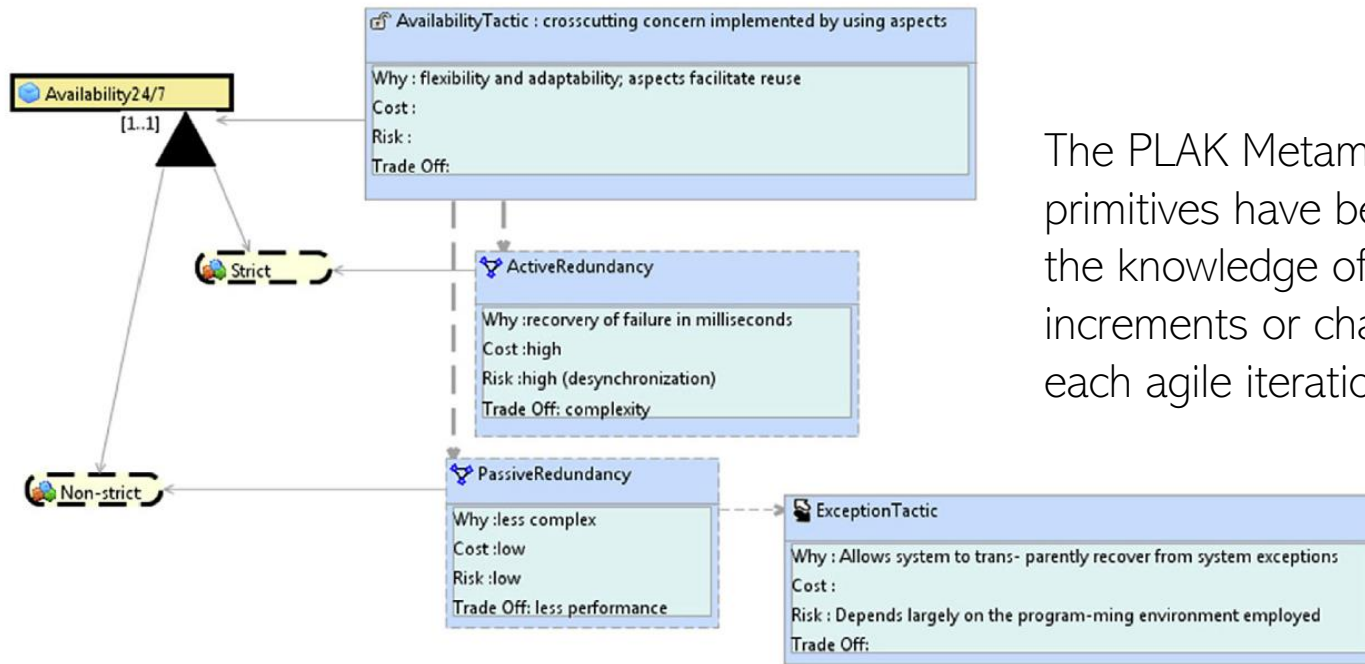 AvailabilityTactic : crosscutting concern implemented by using aspects
Why : flexibility and adaptability; aspects facilitate reuse
Cost :
Risk :
Trade Off:
Availability24/7
[1..1]
Strict
ActiveRedundancy
Why :recorvery of failure in milliseconds
Cost :high
Risk :high (desynchronization)
Trade Off: complexity
Non-strict
PassiveRedundancy
Why :less complex
Cost :low
Risk :low
Trade Off: less performance
ExceptionTactic
Why : Allows system to trans- parently recover from system exceptions
Cost :
Risk : Depends largely on the program-ming environment employed
Trade Off:
The PLAK Metam
primitives have be
the knowledge of
increments or cha
each agile iteratio